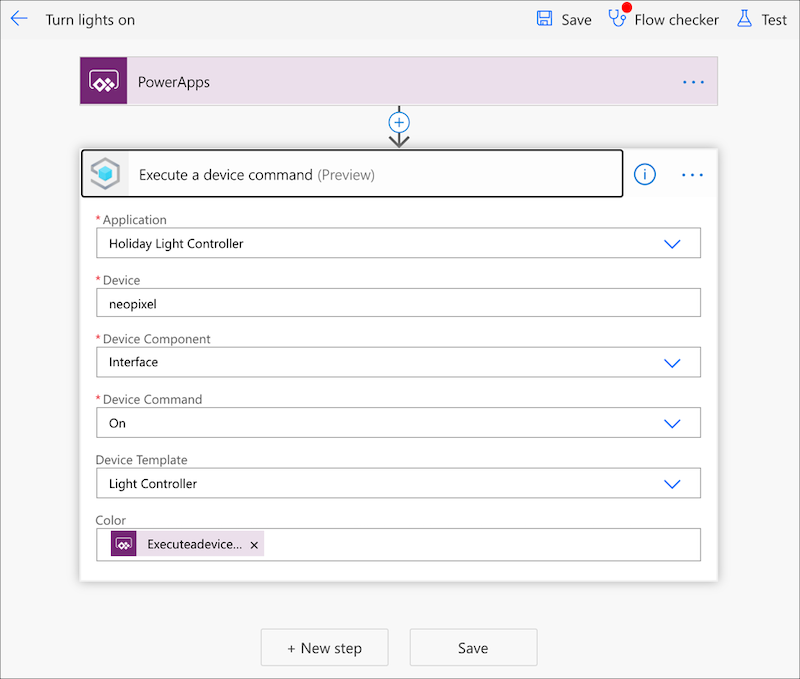 Turn lights on
Save
Flow checker
Test
PowerApps
Execute a device command (Preview)
* Application
Holiday Light Controller
* Device
neopixel
* Device Component
Interface
* Device Command
On
Device Template
Light Controller
Color
Executeadevice... ×
+ New step
Save